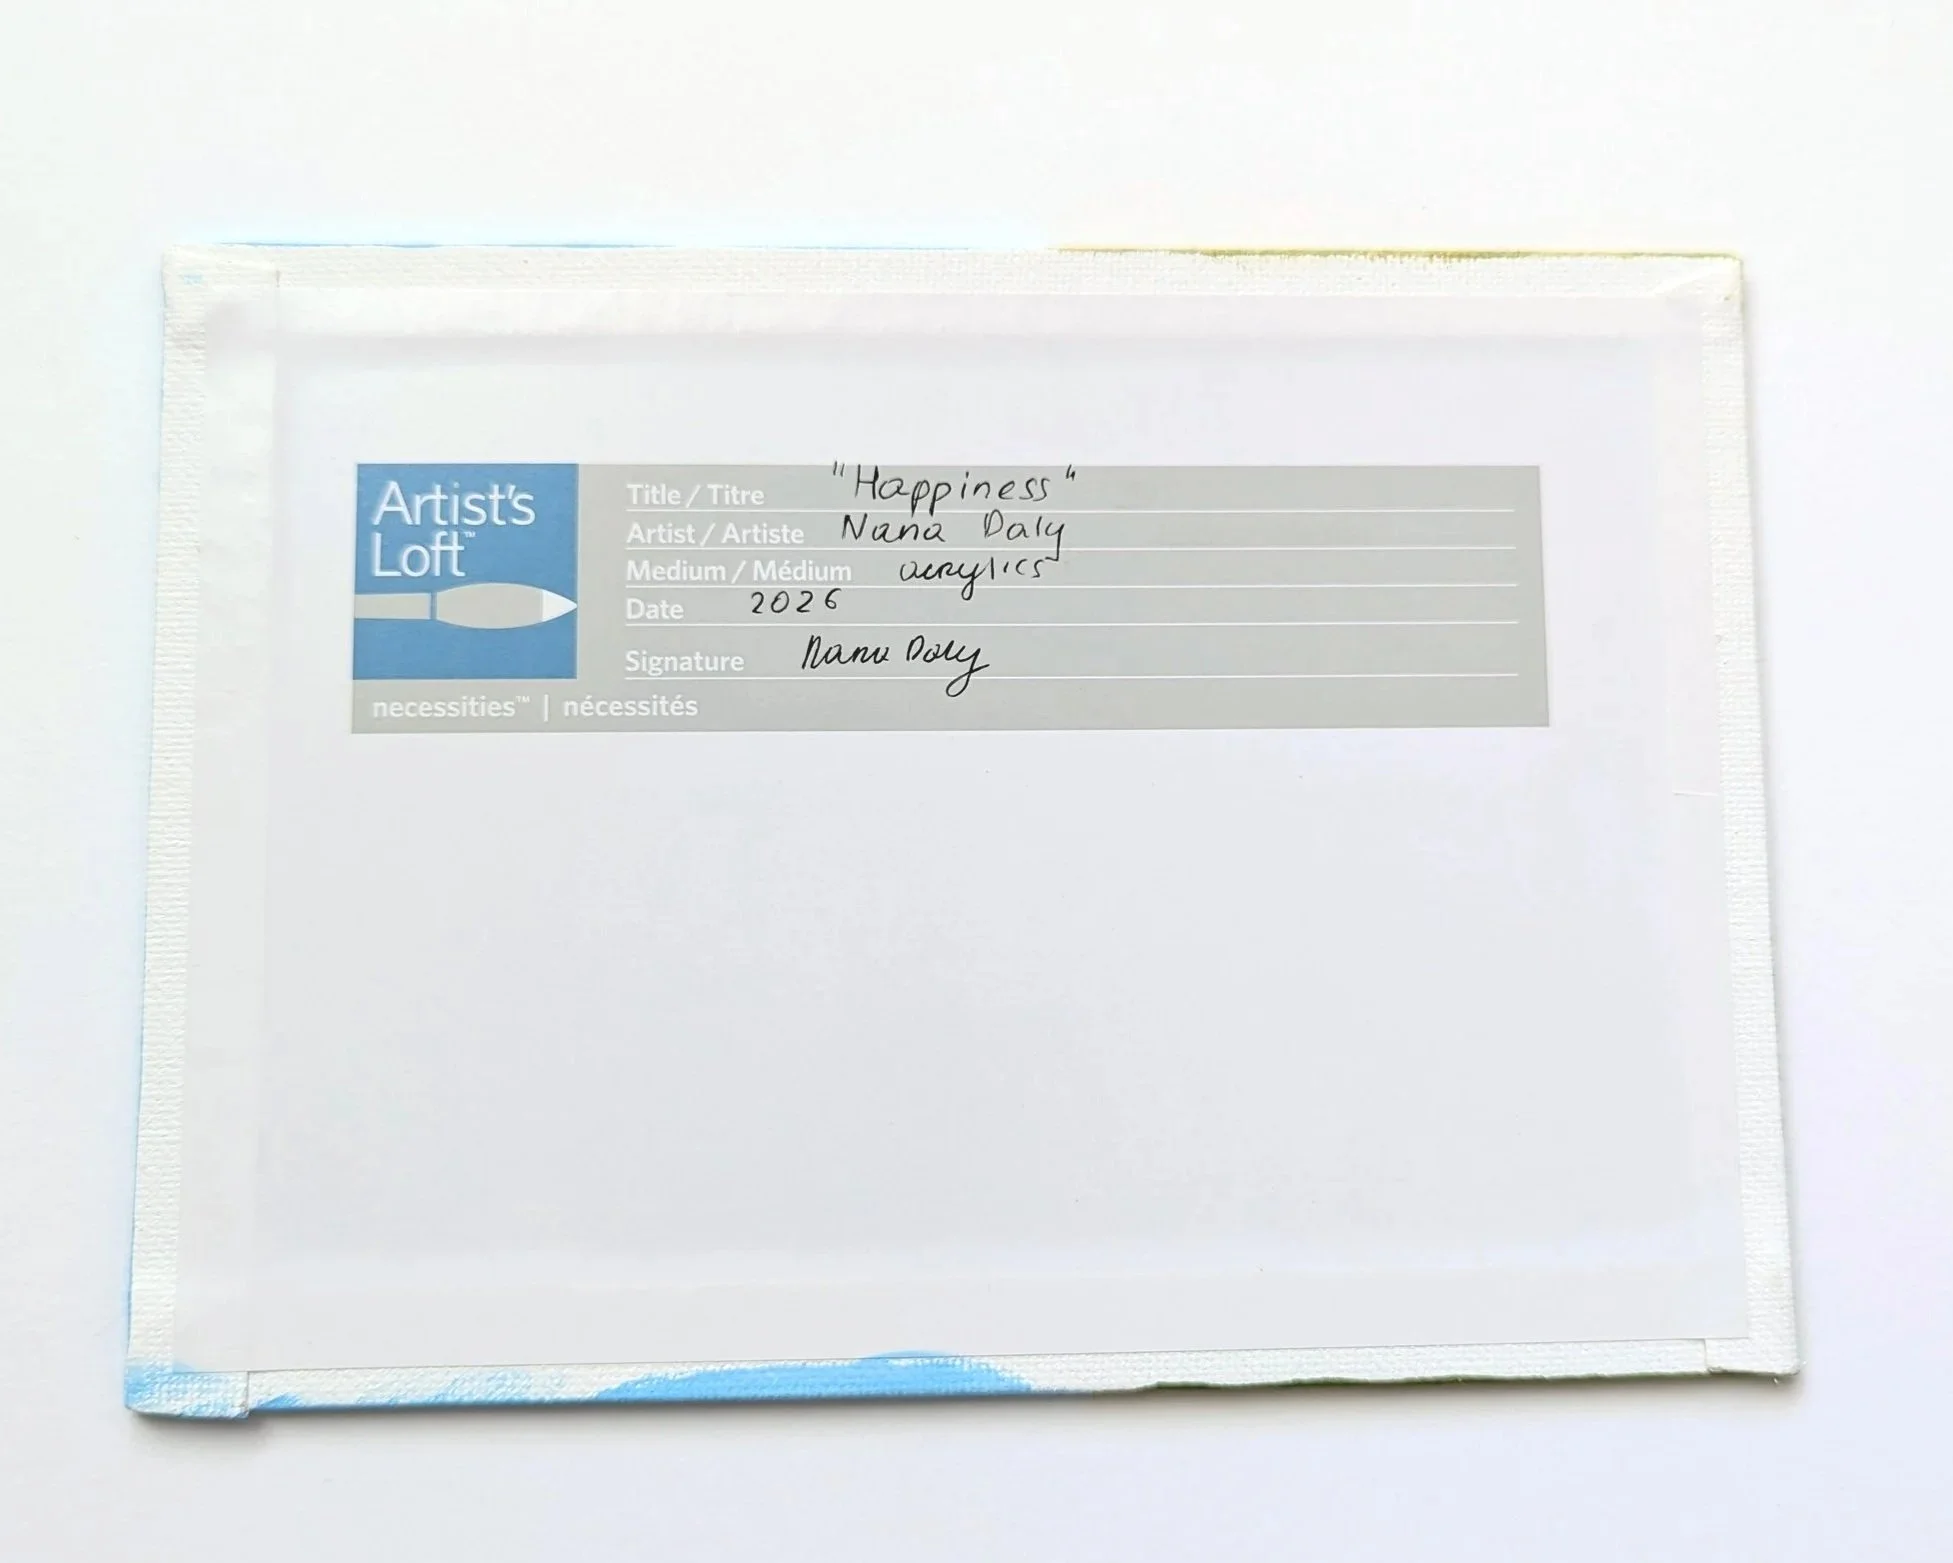 Artist's
Loft™
Title / Titre "Happiness"
Artist / Artiste Nana Daly
Medium / Médium acrylics
Date 2026
Signature Nana Daly
necessities™ | nécessités